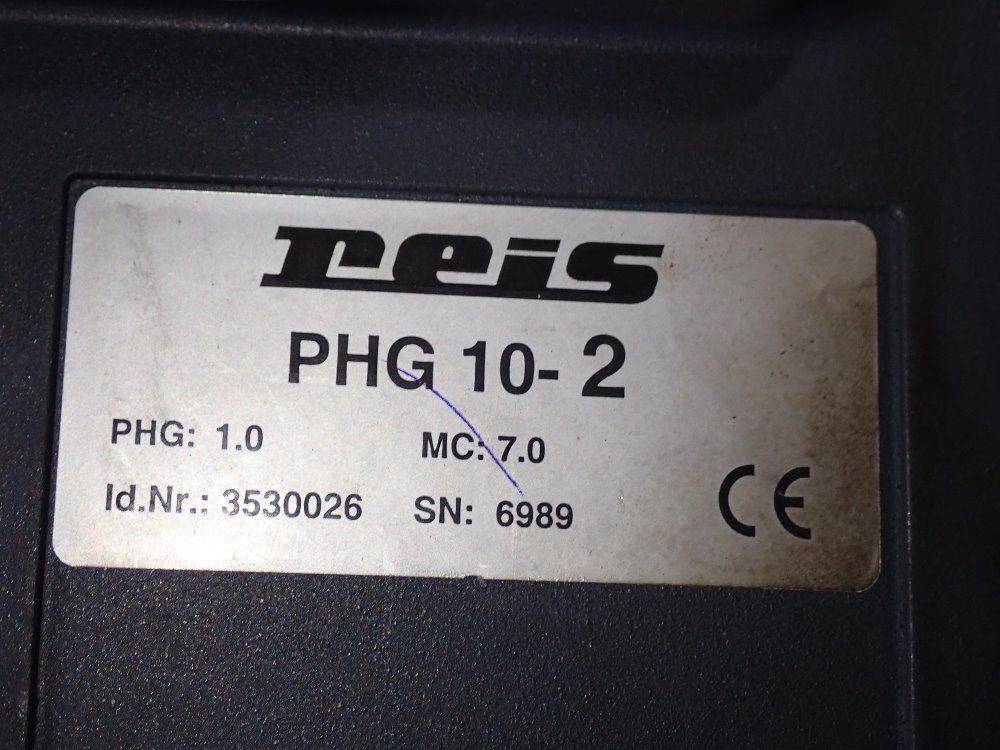 reis
PHG 10- 2
PHG: 1.0 MC: 7.0
Id.Nr.: 3530026 SN: 6989
CE